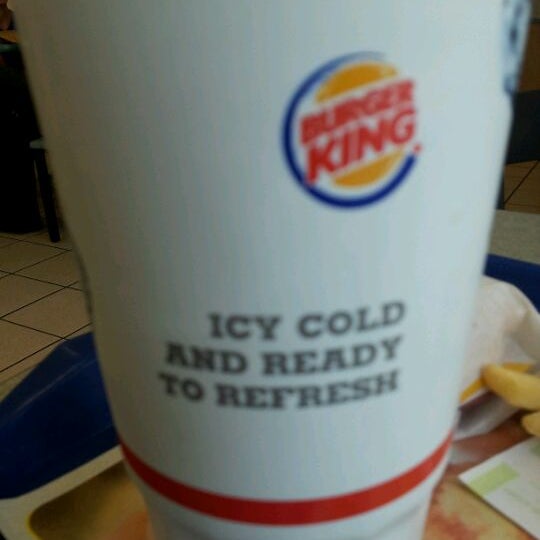 BURGER
KING
ICY COLD
AND READY
TO REFRESH